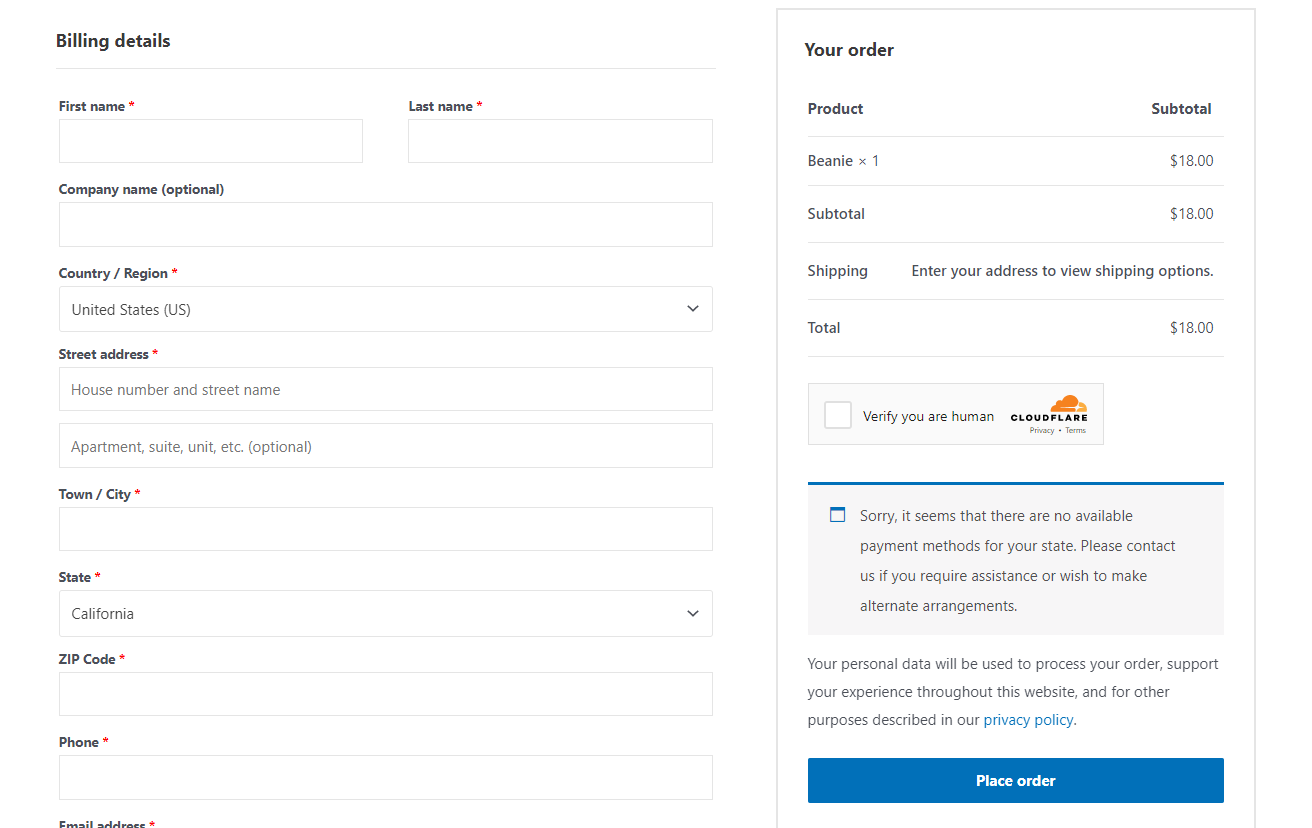 Billing details
First name *
Last name *
Company name (optional)
Country / Region *
United States (US)
Street address *
House number and street name
Apartment, suite, unit, etc. (optional)
Town / City *
State *
California
ZIP Code *
Phone *
Email address *
Your order
Product Subtotal
Beanie × 1 $18.00
Subtotal $18.00
Shipping Enter your address to view shipping options.
Total $18.00
Verify you are human
CLOUDFLARE
Privacy • Terms
Sorry, it seems that there are no available
payment methods for your state. Please contact
us if you require assistance or wish to make
alternate arrangements.
Your personal data will be used to process your order, support
your experience throughout this website, and for other
purposes described in our privacy policy.
Place order